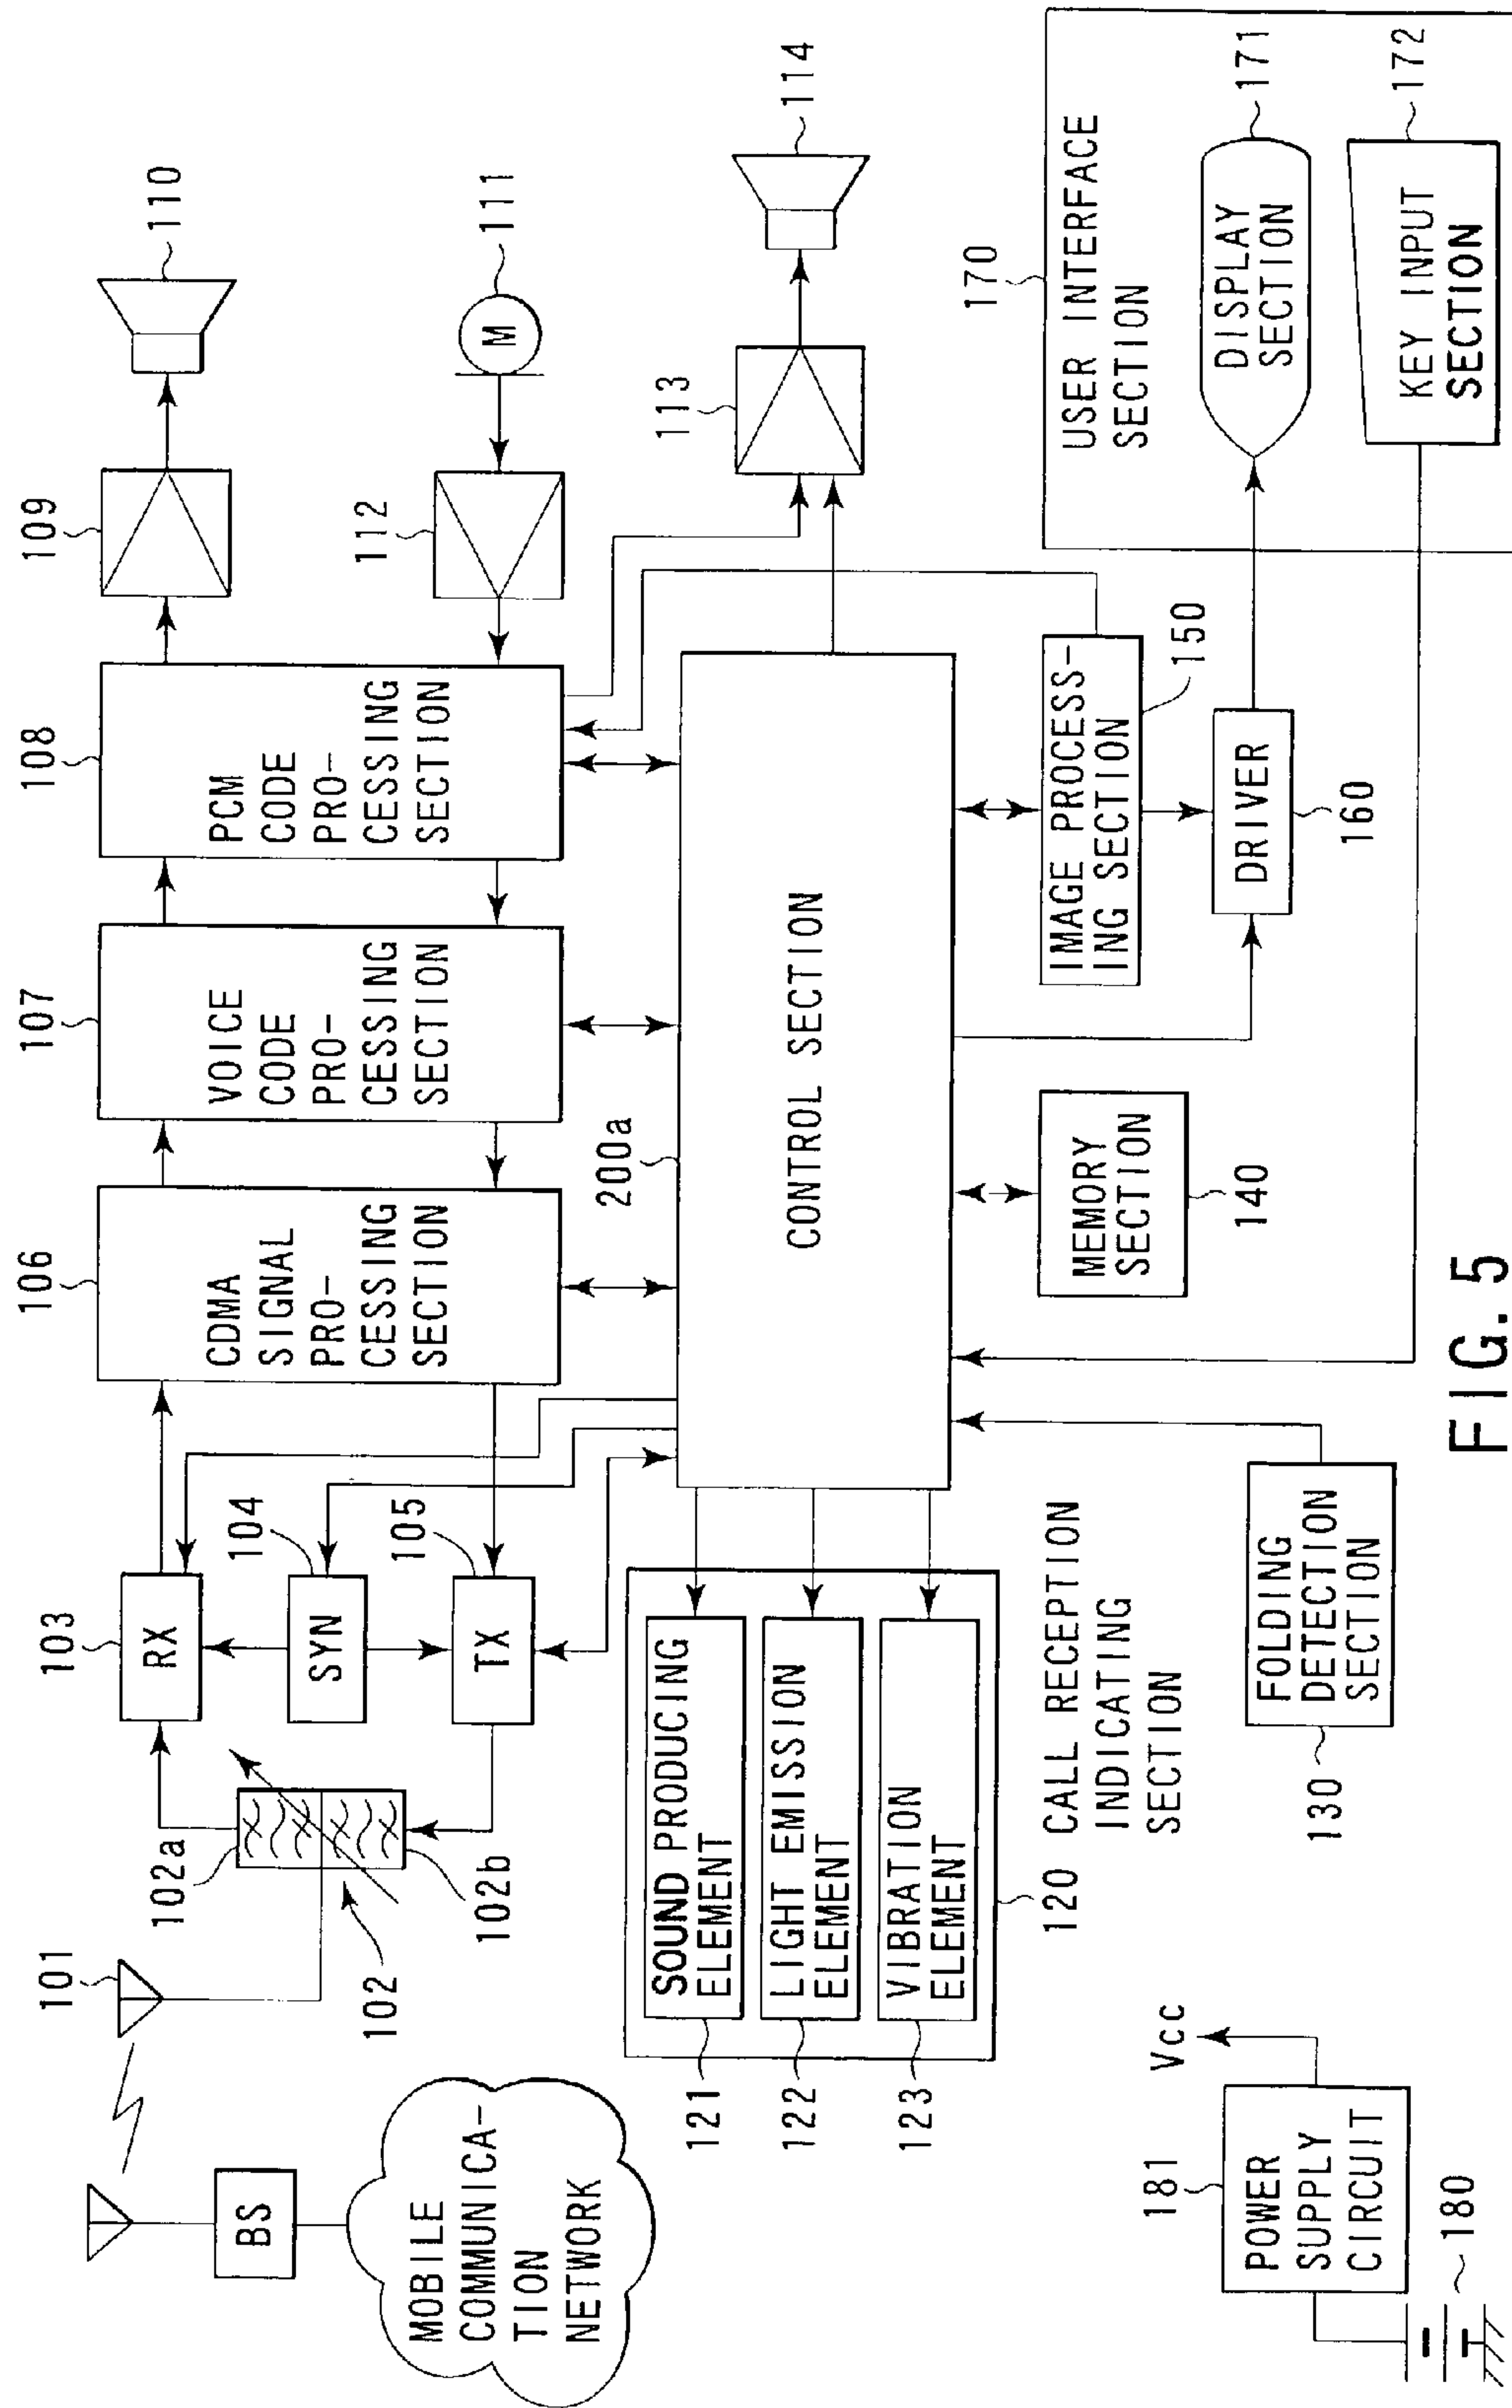 101
102a
102
102b
103
RX
104
SYN
105
TX
106
CDMA
SIGNAL
PRO-
CESSING
SECTION
107
VOICE
CODE
PRO-
CESSING
SECTION
108
PCM
CODE
PRO-
CESSING
SECTION
109
110
111
M
112
113
114
BS
MOBILE
COMMUNICA-
TION
NETWORK
200a
CONTROL SECTION
121
SOUND PRODUCING
ELEMENT
122
LIGHT EMISSION
ELEMENT
123
VIBRATION
ELEMENT
120 CALL RECEPTION
INDICATING
SECTION
MEMORY
SECTION
140
IMAGE PROCESS-
ING SECTION
150
DRIVER
160
170
USER INTERFACE
SECTION
DISPLAY
SECTION
171
KEY INPUT
SECTION
172
181
POWER
SUPPLY
CIRCUIT
Vcc
180
130
FOLDING
DETECTION
SECTION
FIG. 5